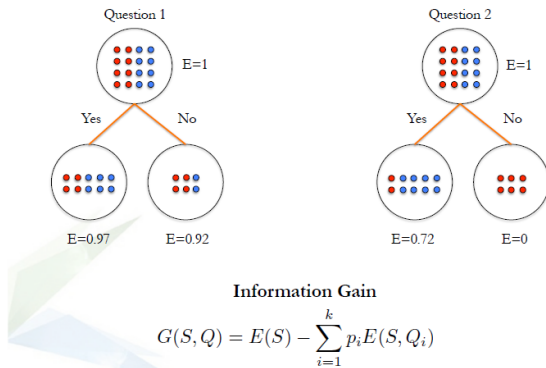 Question 1
Question 2
E=1
E=1
Yes
No
Yes
No
E=0.97
E=0.92
E=0.72
E=0
Information Gain
G(S, Q) = E(S) − \sum_{i=1}^{k} p_i E(S, Q_i)